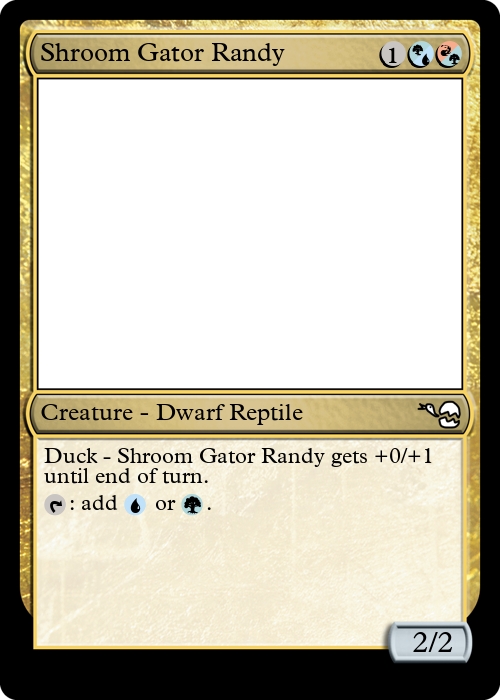 Shroom Gator Randy 1
Creature - Dwarf Reptile
Duck - Shroom Gator Randy gets +0/+1
until end of turn.
: add or .
2/2